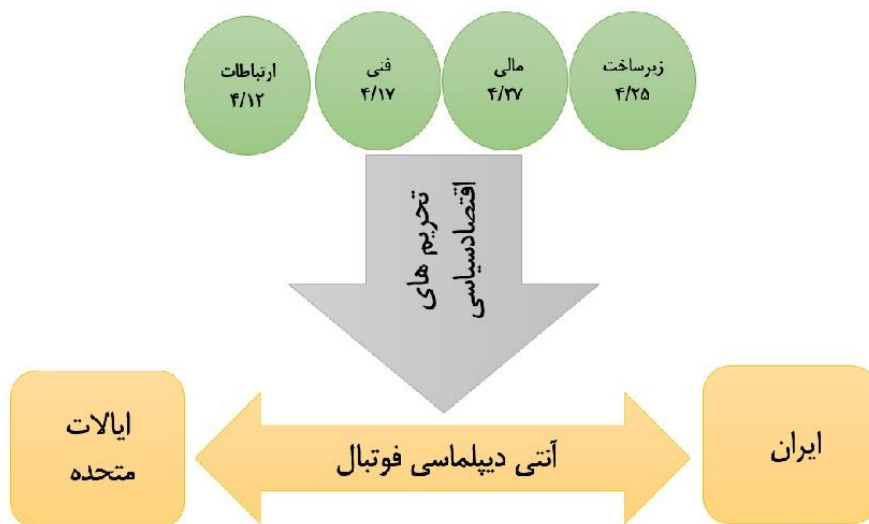 زیرساخت
۴/۲۵
مالی
۴/۳۷
فنی
۴/۱۷
ارتباطات
۴/۱۲
تحریم های
اقتصادسیاسی
ایران
آنتی دیپلماسی فوتبال
ایالات
متحده